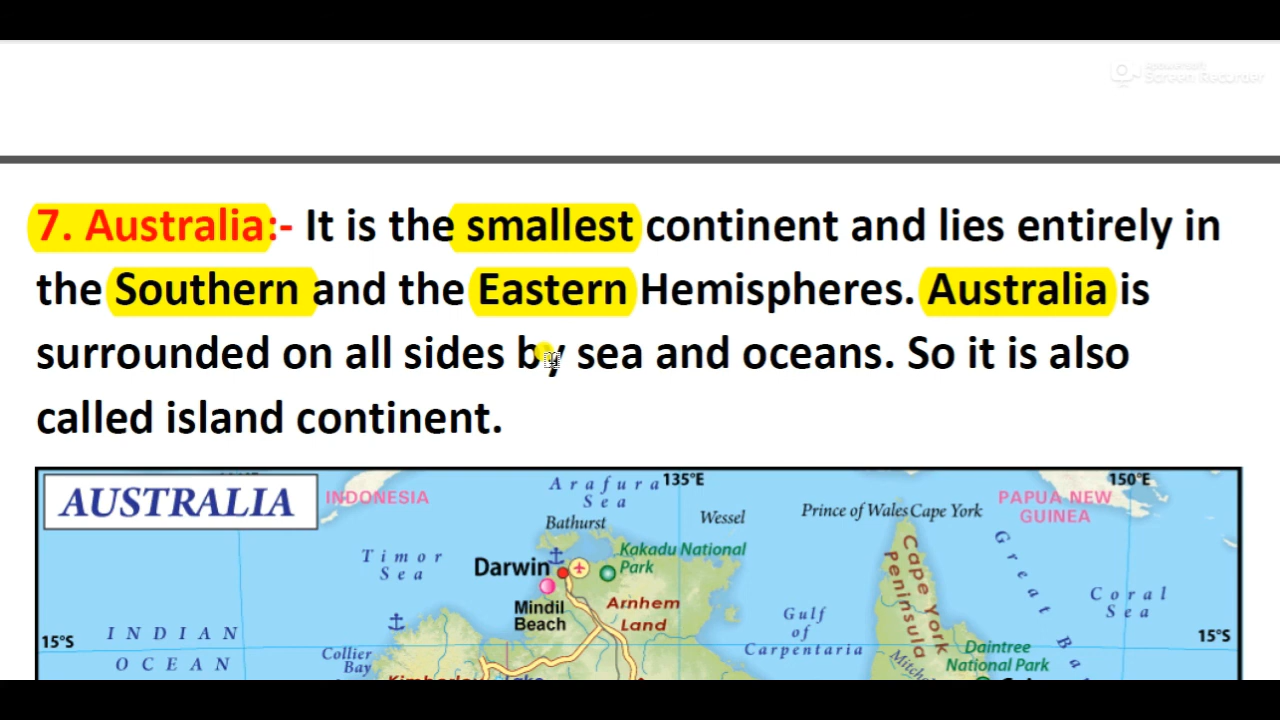 Screen Recorder
7. Australia:- It is the smallest continent and lies entirely in
the Southern and the Eastern Hemispheres. Australia is
surrounded on all sides by sea and oceans. So it is also
called island continent.
AUSTRALIA
INDONESIA
Arafura
Sea
135°E
150°E
Bathurst
Wessel
Prince of Wales
Cape York
PAPUA NEW
GUINEA
Timor
Sea
Darwin
Kakadu National
Park
Mindil
Beach
Arnhem
Land
Gulf
of
Carpentaria
Cape York
Peninsula
Great Ba
Coral
Sea
15°S
INDIAN
OCEAN
Collier
Bay
15°S
Daintree
National Park